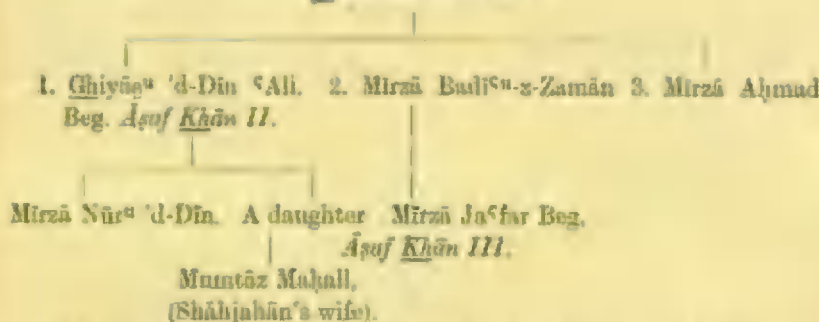 1. Ghiyās̤ᵘ 'd-Dīn ʿAlī. 2. Mīrzā Badīʿᵘ-z-Zamān 3. Mīrzā Aḥmad
Beg. Āṣaf Khān II.
Mīrzā Nūrᵘ 'd-Dīn. A daughter Mīrzā Jaʿfar Beg.
Āṣaf Khān III.
Mumtāz Maḥall,
(Shāhjahān's wife).